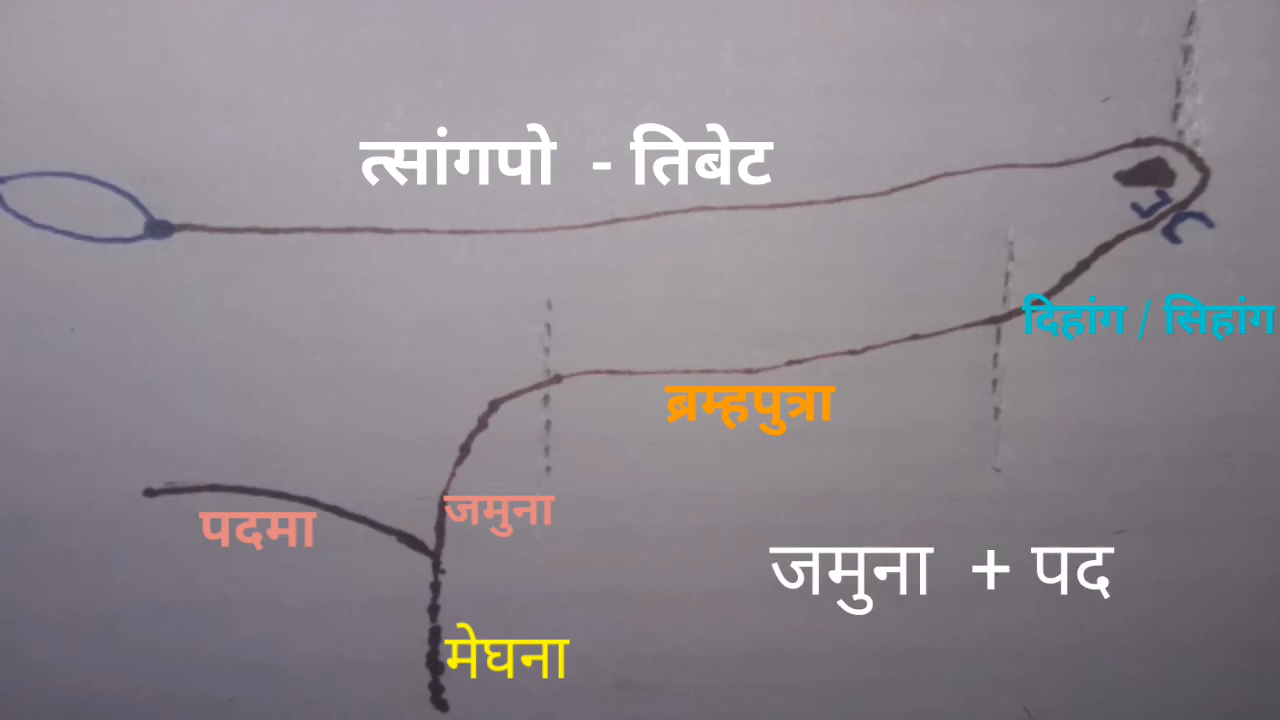 त्सांगपो - तिबेट
दिहांग / सिहांग
ब्रम्हपुत्रा
जमुना
पदमा
जमुना + पद
मेघना